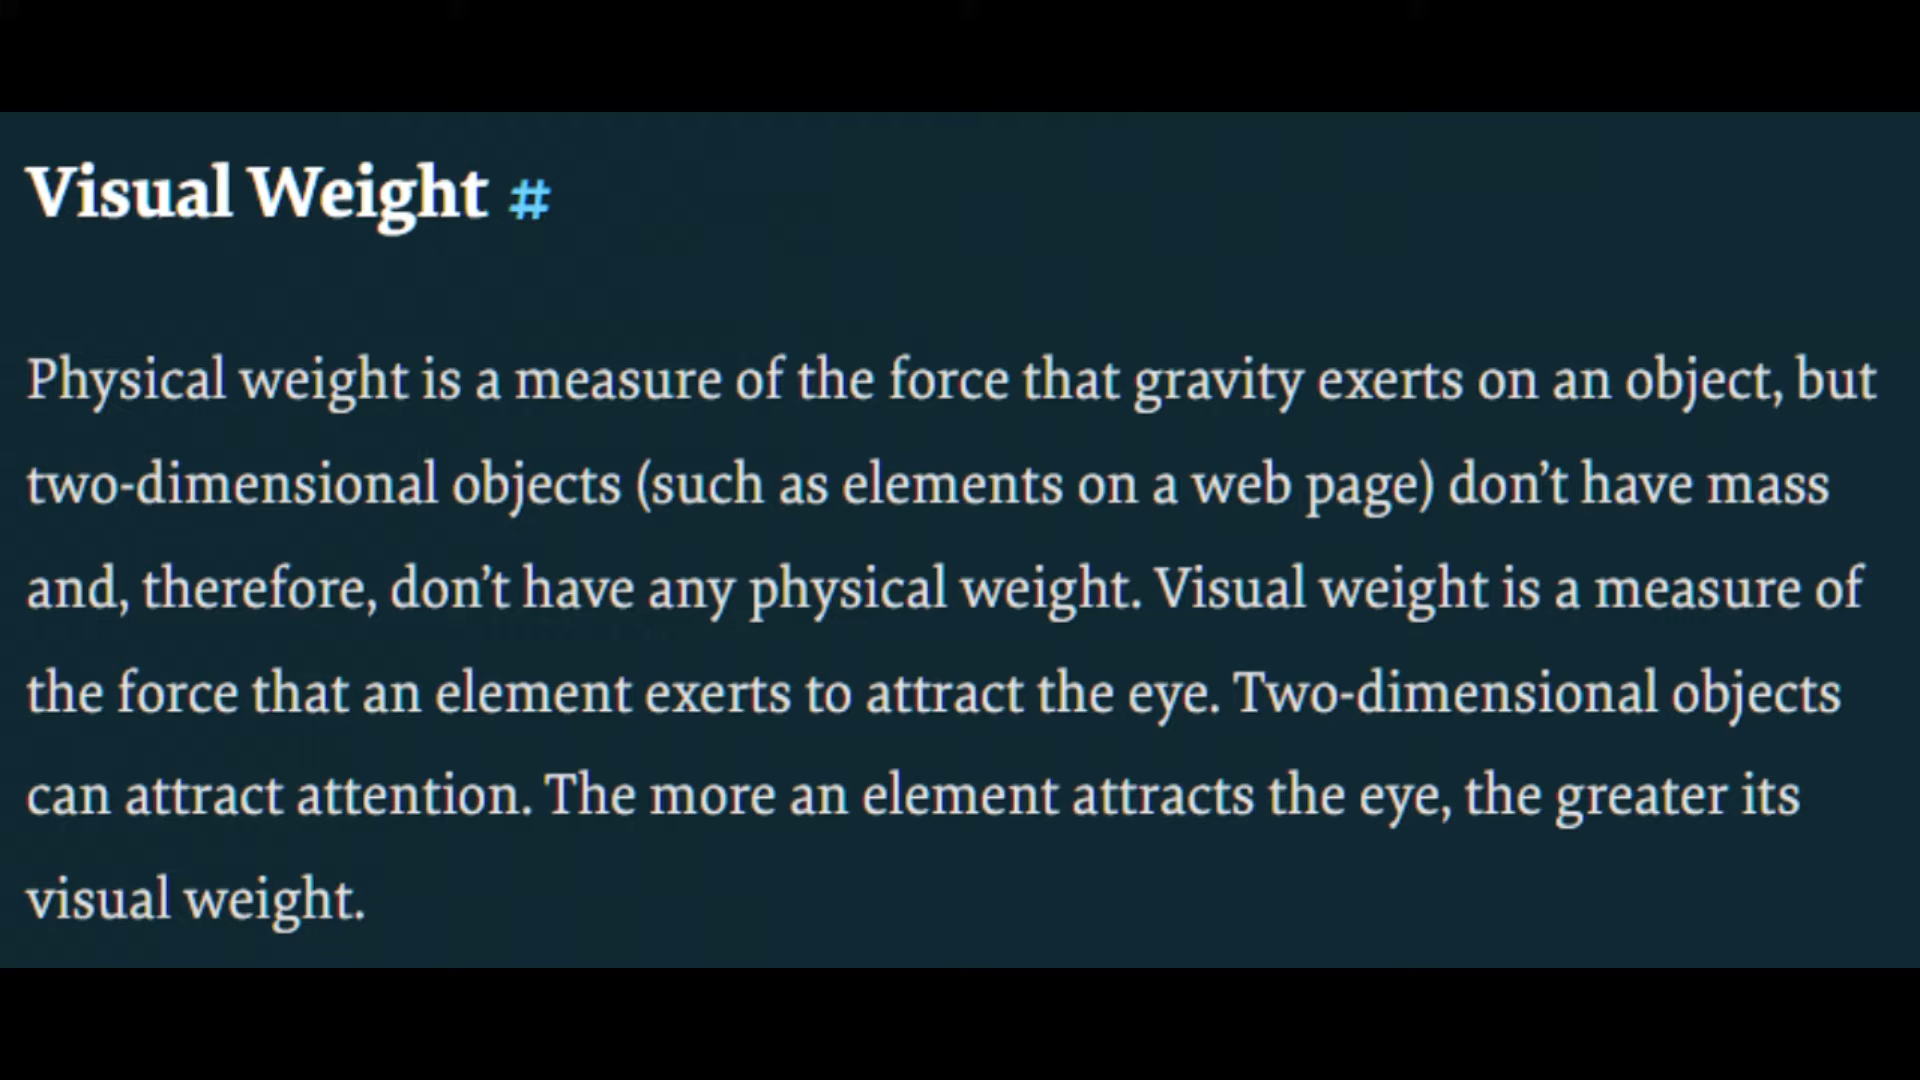 Visual Weight #
Physical weight is a measure of the force that gravity exerts on an object, but
two-dimensional objects (such as elements on a web page) don’t have mass
and, therefore, don’t have any physical weight. Visual weight is a measure of
the force that an element exerts to attract the eye. Two-dimensional objects
can attract attention. The more an element attracts the eye, the greater its
visual weight.